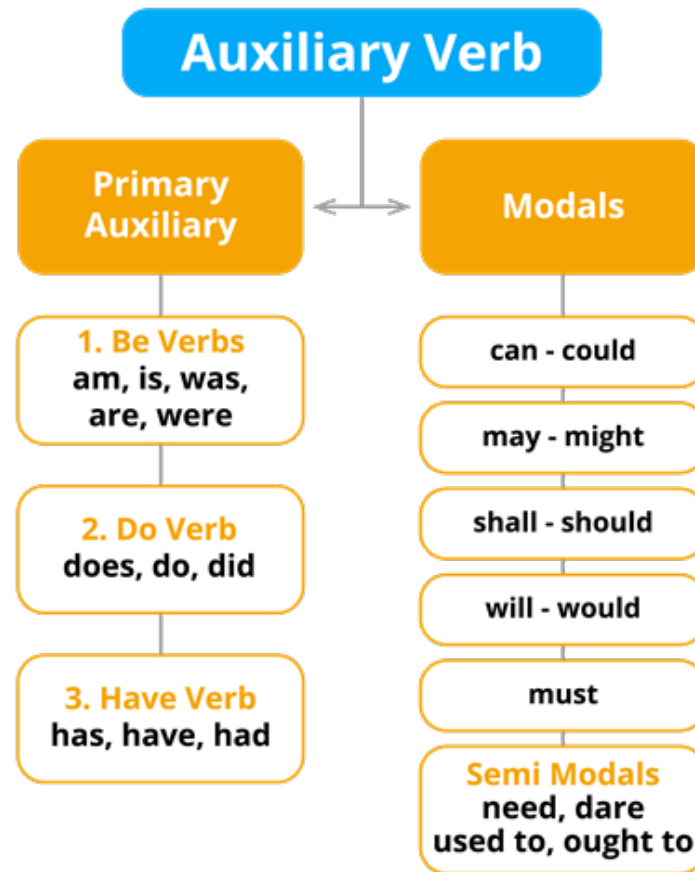 Auxiliary Verb
Primary
Auxiliary
1. Be Verbs
am, is, was,
are, were
2. Do Verb
does, do, did
3. Have Verb
has, have, had
Modals
can - could
may - might
shall - should
will - would
must
Semi Modals
need, dare
used to, ought to